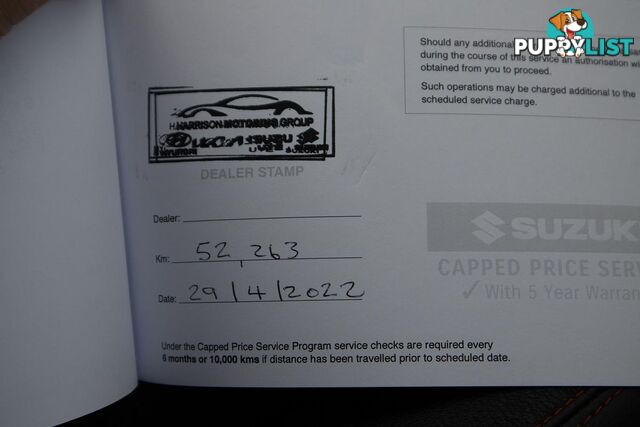 PUPPYLIST
Should any additional
during the course of this service an authorisation wi
obtained from you to proceed.
Such operations may be charged additional to the
scheduled service charge.
HARRISON MOTORING GROUP
ISUZU
HYUNDAI
DEALER STAMP
Dealer:
Km: 52,263
Date: 29/4/2022
SUZUK
CAPPED PRICE SERV
✓ With 5 Year Warran
Under the Capped Price Service Program service checks are required every
6 months or 10,000 kms if distance has been travelled prior to scheduled date.